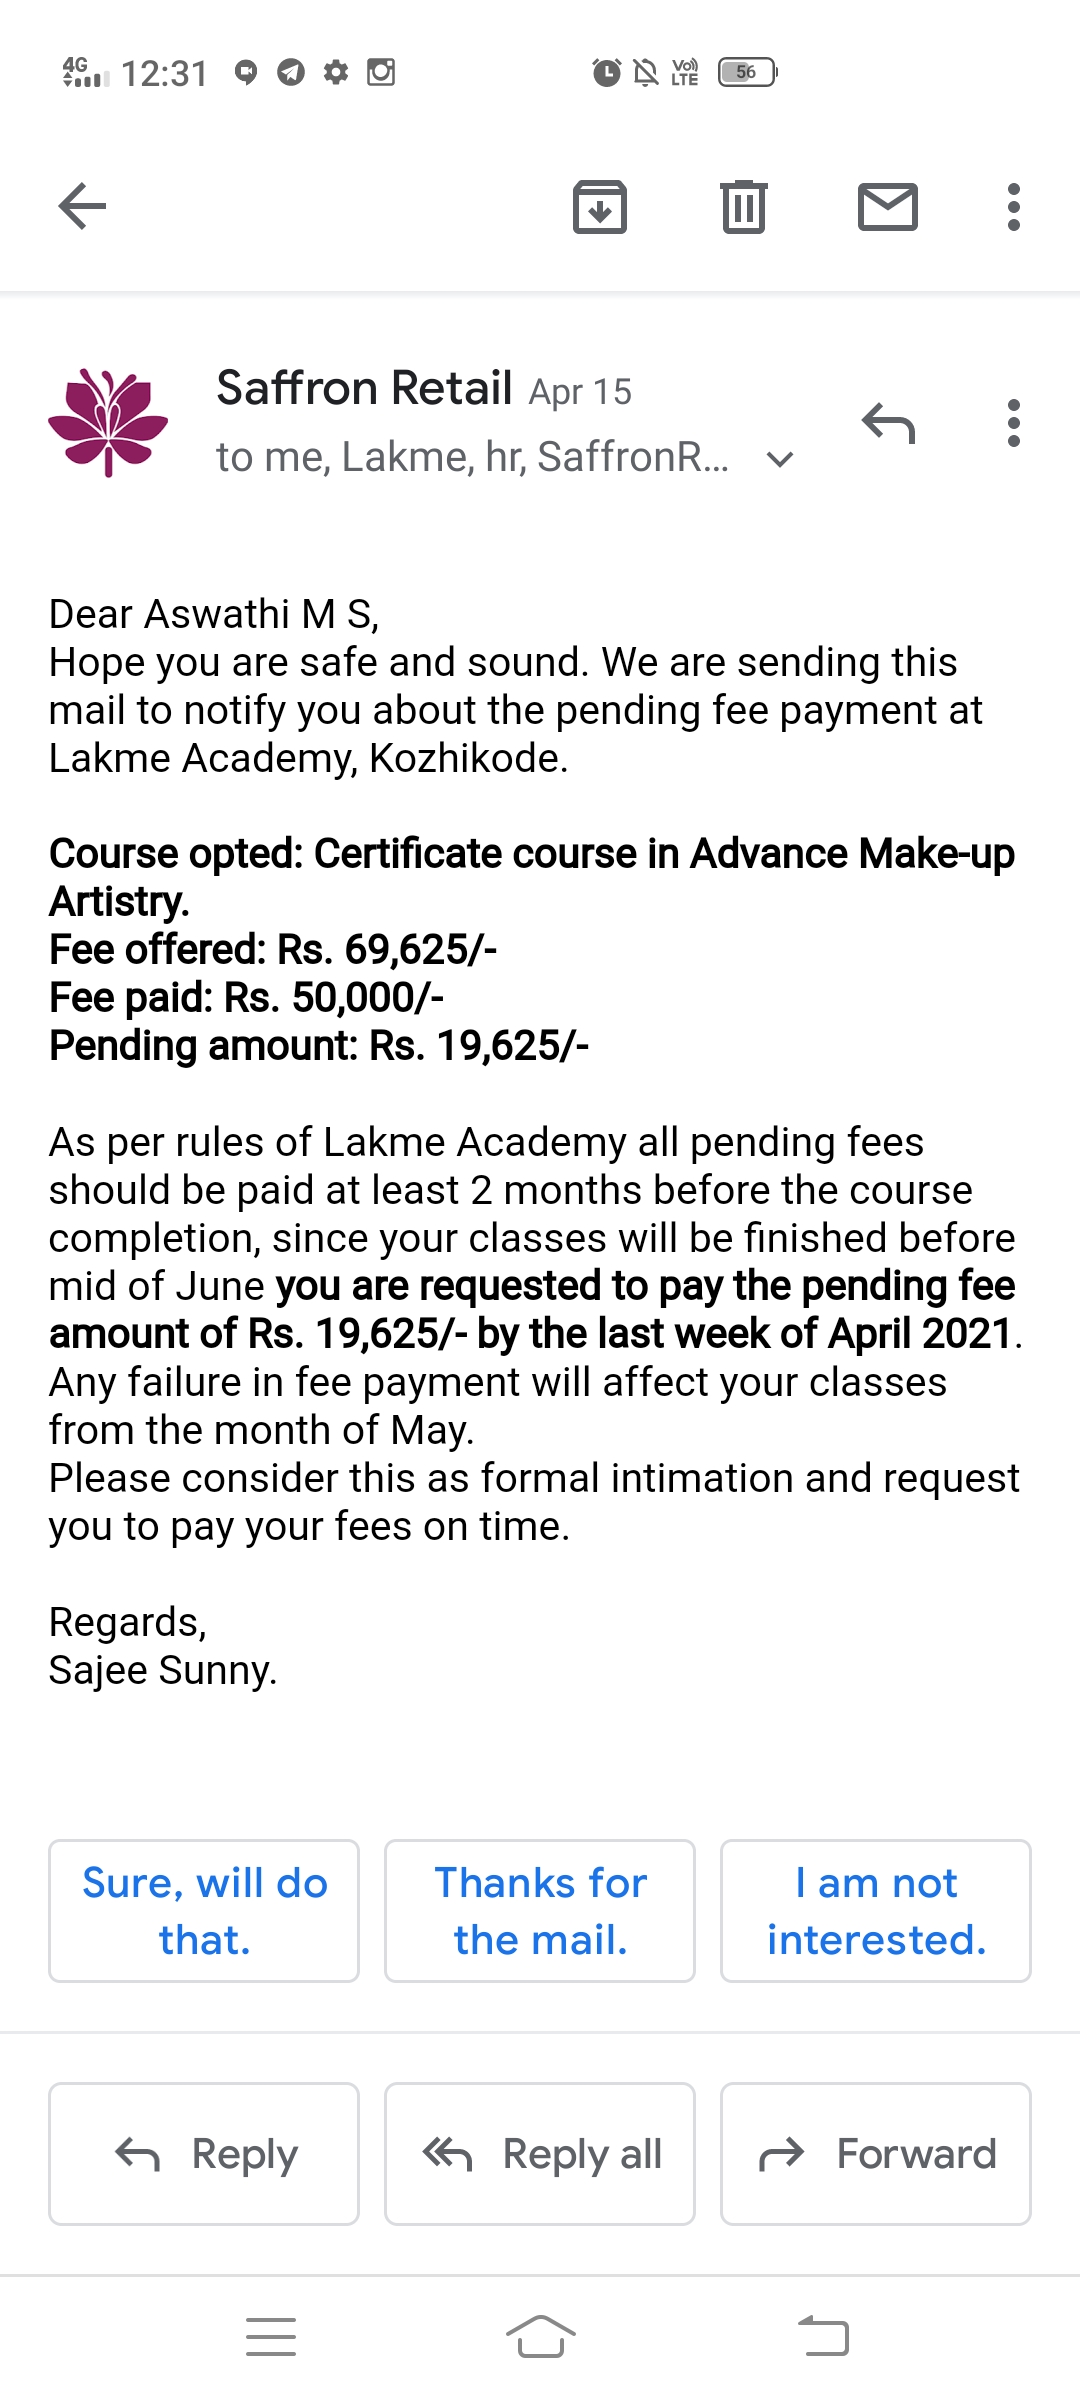 4G 12:31 Vo) LTE 56
Saffron Retail Apr 15
to me, Lakme, hr, SaffronR...
Dear Aswathi M S,
Hope you are safe and sound. We are sending this
mail to notify you about the pending fee payment at
Lakme Academy, Kozhikode.
Course opted: Certificate course in Advance Make-up
Artistry.
Fee offered: Rs. 69,625/-
Fee paid: Rs. 50,000/-
Pending amount: Rs. 19,625/-
As per rules of Lakme Academy all pending fees
should be paid at least 2 months before the course
completion, since your classes will be finished before
mid of June you are requested to pay the pending fee
amount of Rs. 19,625/- by the last week of April 2021.
Any failure in fee payment will affect your classes
from the month of May.
Please consider this as formal intimation and request
you to pay your fees on time.
Regards,
Sajee Sunny.
Sure, will do
that.
Thanks for
the mail.
I am not
interested.
Reply
Reply all
Forward